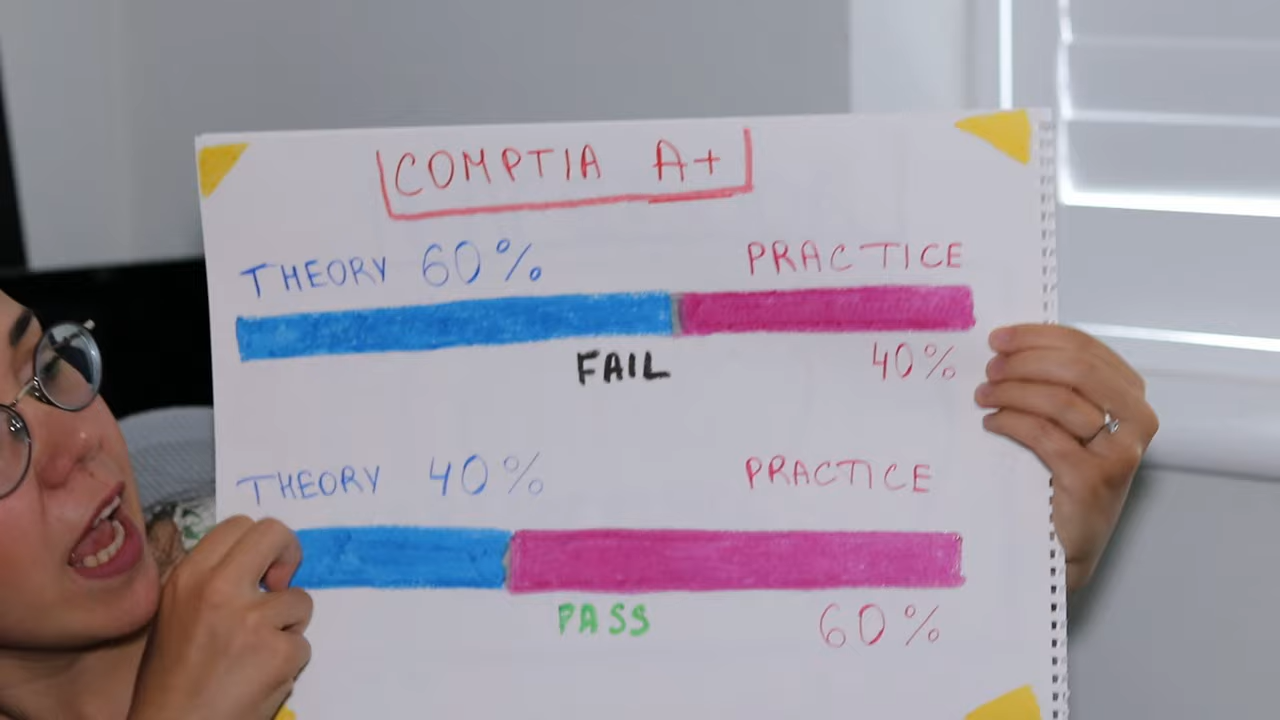 COMPTIA A+
THEORY 60% PRACTICE
FAIL 40%
THEORY 40% PRACTICE
PASS 60%